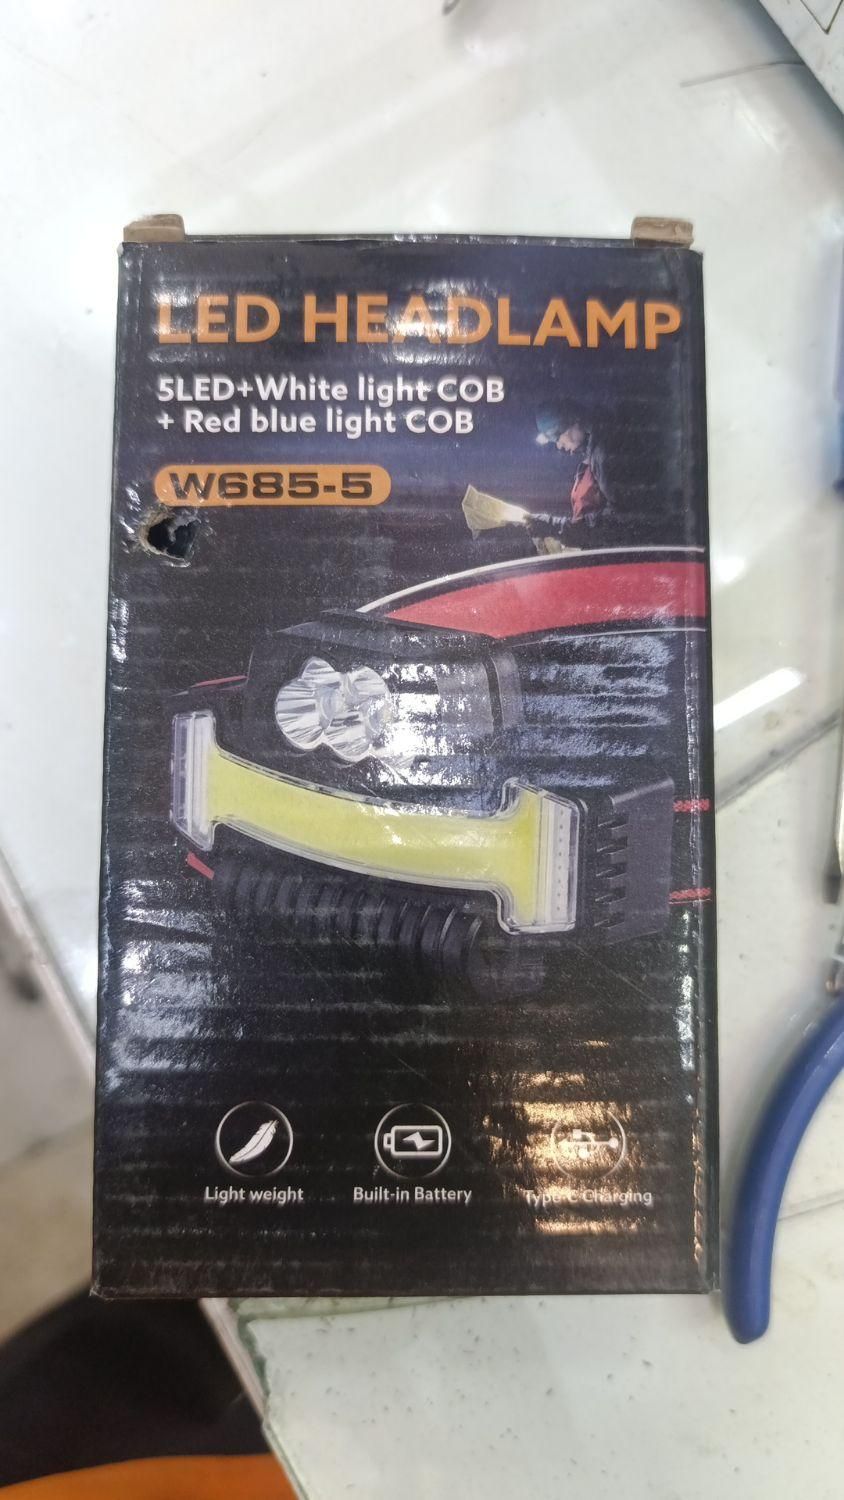 LED HEADLAMP
5LED+White light COB
+ Red blue light COB
W685-5
Light weight
Built-in Battery
Type-C Charging